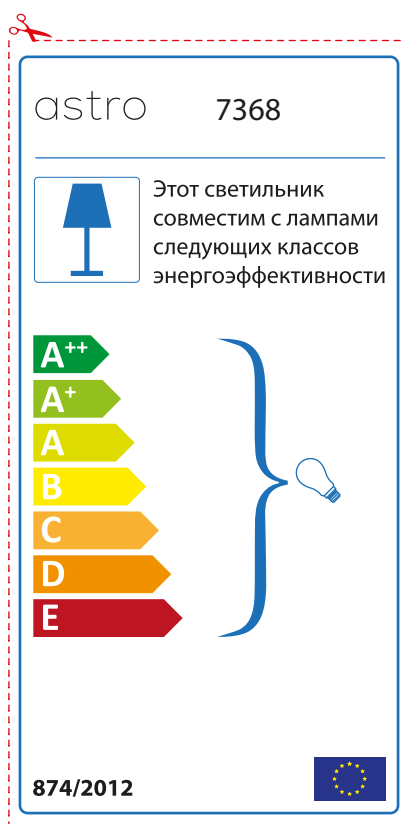 astro 7368
Этот светильник
совместим с лампами
следующих классов
энергоэффективности
A++
A+
A
B
C
D
E
874/2012